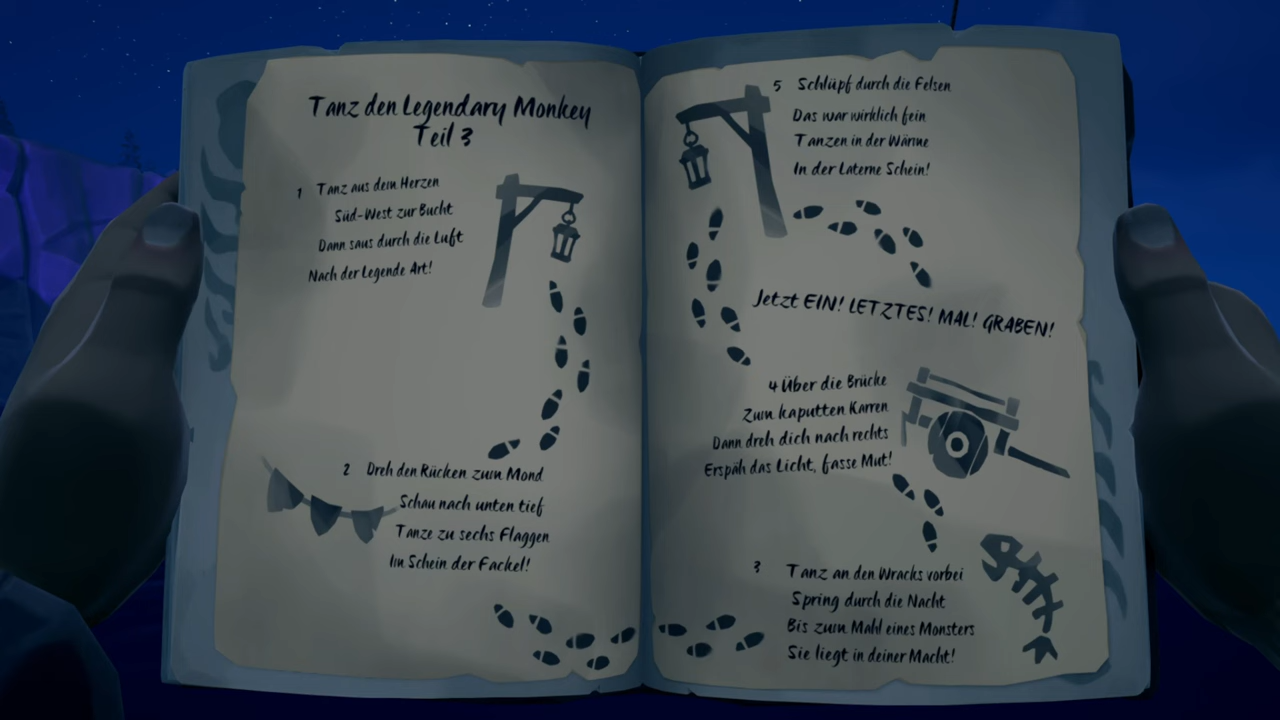 Tanz den Legendary Monkey
Teil 3
1 Tanz aus dem Herzen
Süd-West zur Bucht
Dann saus durch die Luft
Nach der Legende Art!
2 Dreh den Rücken zum Mond
Schau nach unten tief
Tanze zu sechs Flaggen
Im Schein der Fackel!
3 Tanz an den Wracks vorbei
Spring durch die Nacht
Bis zum Mahl eines Monsters
Sie liegt in deiner Macht!
4 Über die Brücke
Zum kaputten Karren
Dann dreh dich nach rechts
Erspäh das Licht, fasse Mut!
5 Schlüpf durch die Felsen
Das war wirklich fein
Tanzen in der Wärme
In der Laterne Schein!
Jetzt EIN! LETZTES! MAL! GRABEN!